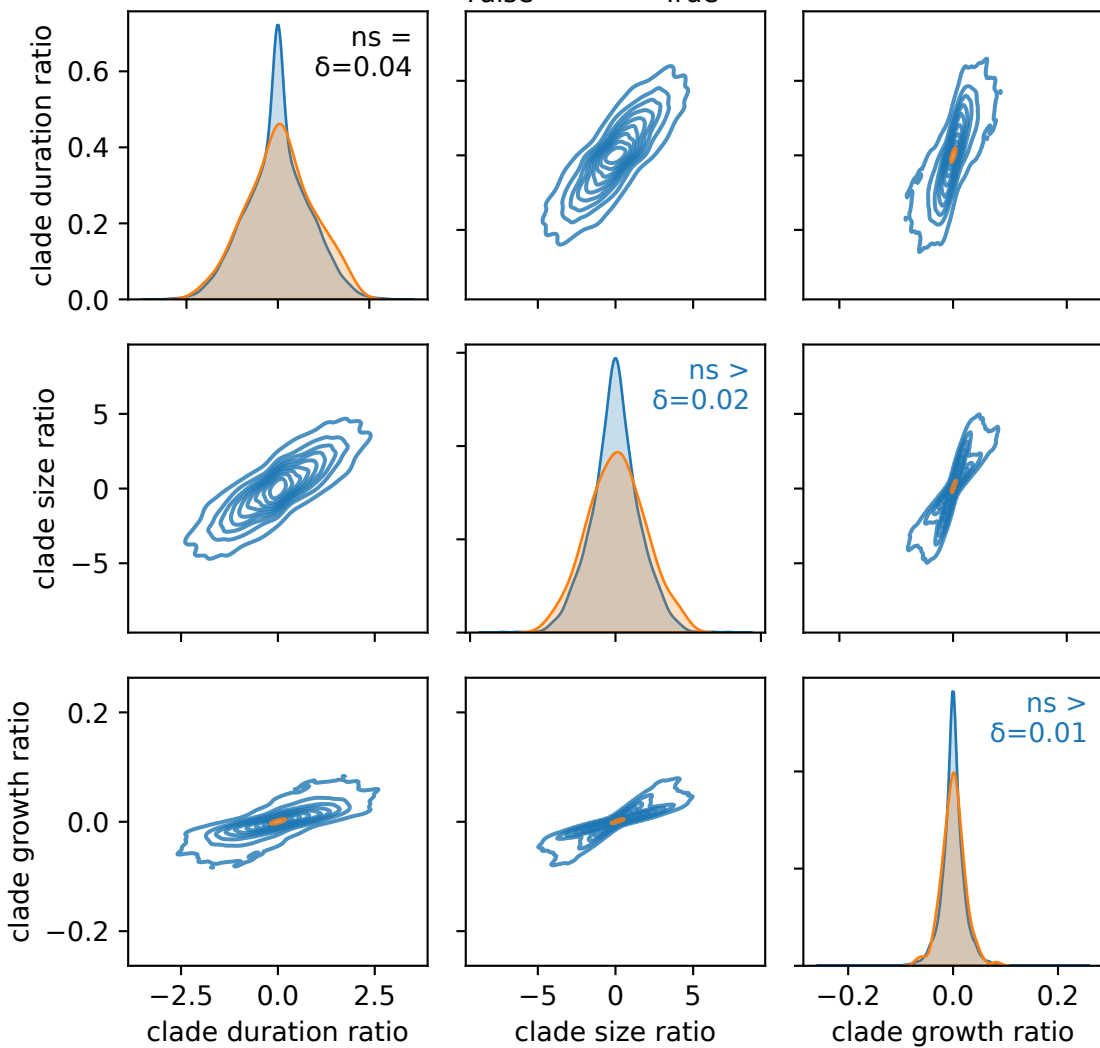 clade duration ratio
0.6
0.4
0.2
0.0
ns =
δ=0.04
clade size ratio
5
0
−5
ns >
δ=0.02
clade growth ratio
0.2
0.0
−0.2
ns >
δ=0.01
−2.5 0.0 2.5
−5 0 5
−0.2 0.0 0.2
clade duration ratio
clade size ratio
clade growth ratio